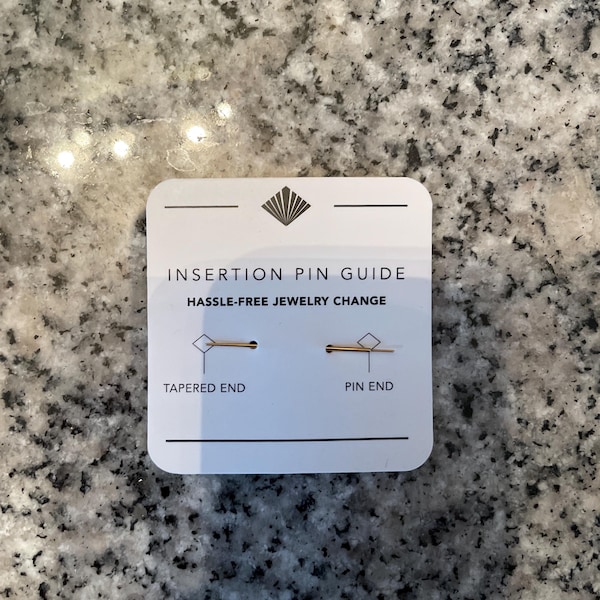 INSERTION PIN GUIDE
HASSLE-FREE JEWELRY CHANGE
TAPERED END
PIN END